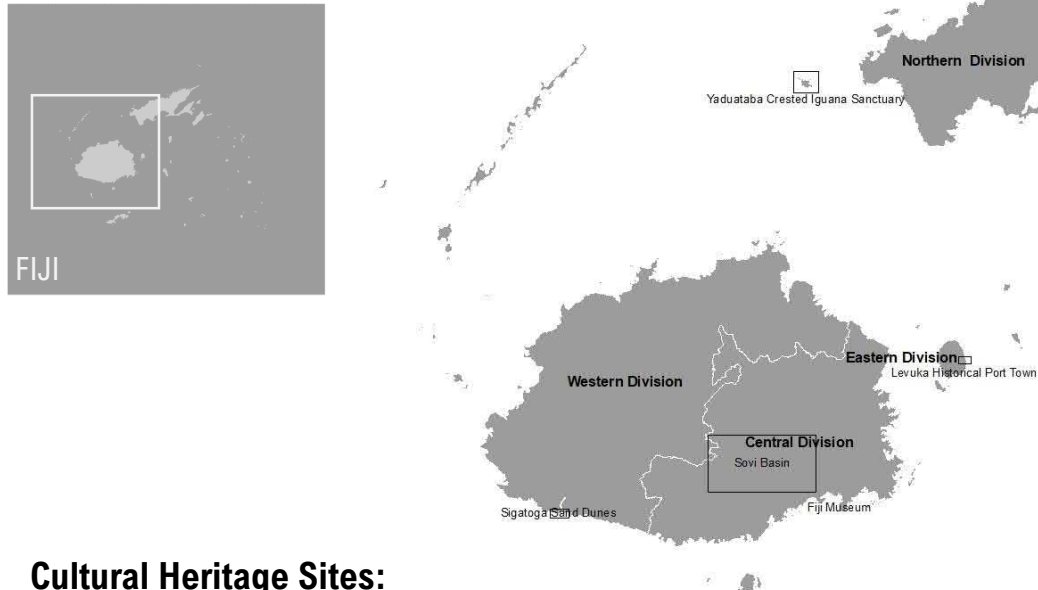 FIJI
Northern Division
Yaduataba Crested Iguana Sanctuary
Eastern Division
Levuka Historical Port Town
Western Division
Central Division
Sovi Basin
Sigatoga Sand Dunes
Fiji Museum
Cultural Heritage Sites: